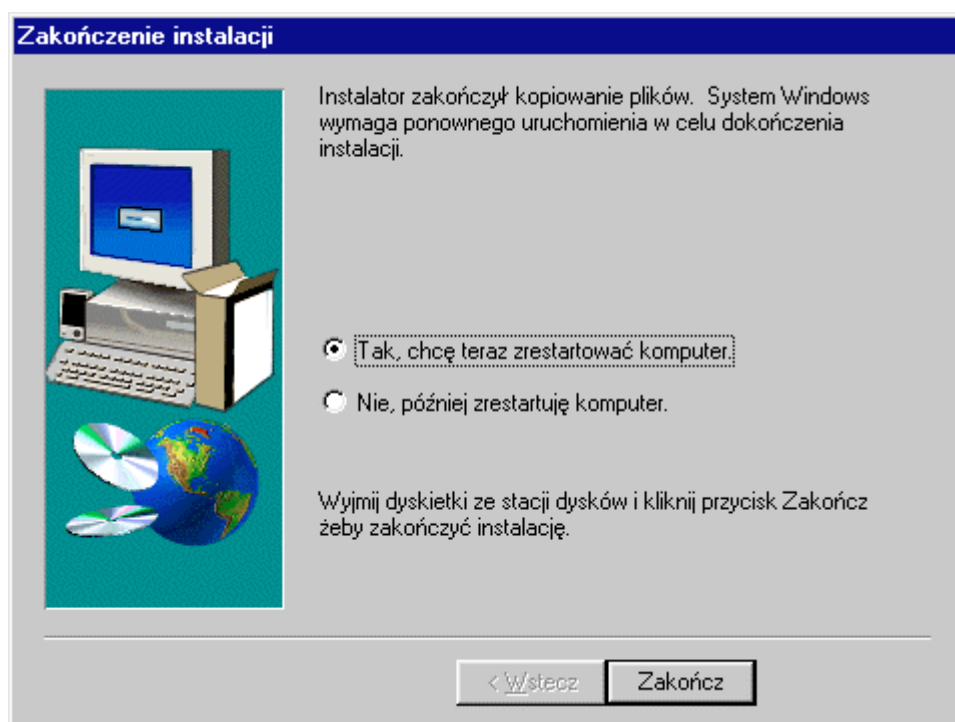 Zakończenie instalacji
Instalator zakończył kopiowanie plików. System Windows
wymaga ponownego uruchomienia w celu dokończenia
instalacji.
Tak, chcę teraz zrestartować komputer.
Nie, później zrestartuję komputer.
Wyjmij dyskietki ze stacji dysków i kliknij przycisk Zakończ
żeby zakończyć instalację.
< Wstecz
Zakończ